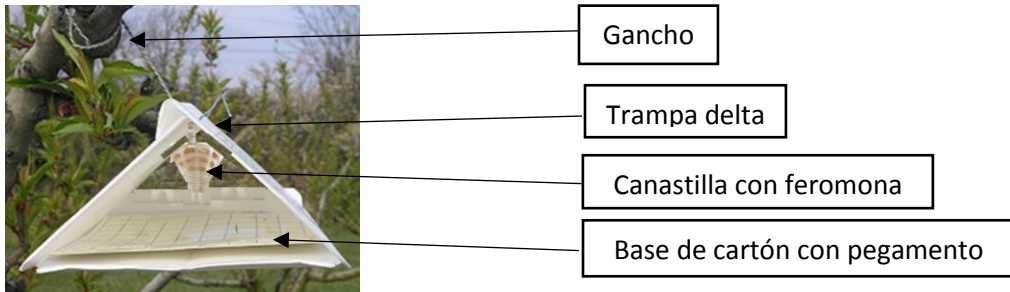 Gancho
Trampa delta
Canastilla con feromona
Base de cartón con pegamento